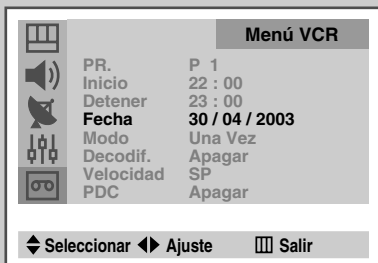 Menú VCR
PR. P 1
Inicio 22 : 00
Detener 23 : 00
Fecha 30 / 04 / 2003
Modo Una Vez
Decodif. Apagar
Velocidad SP
PDC Apagar
Seleccionar Ajuste Salir